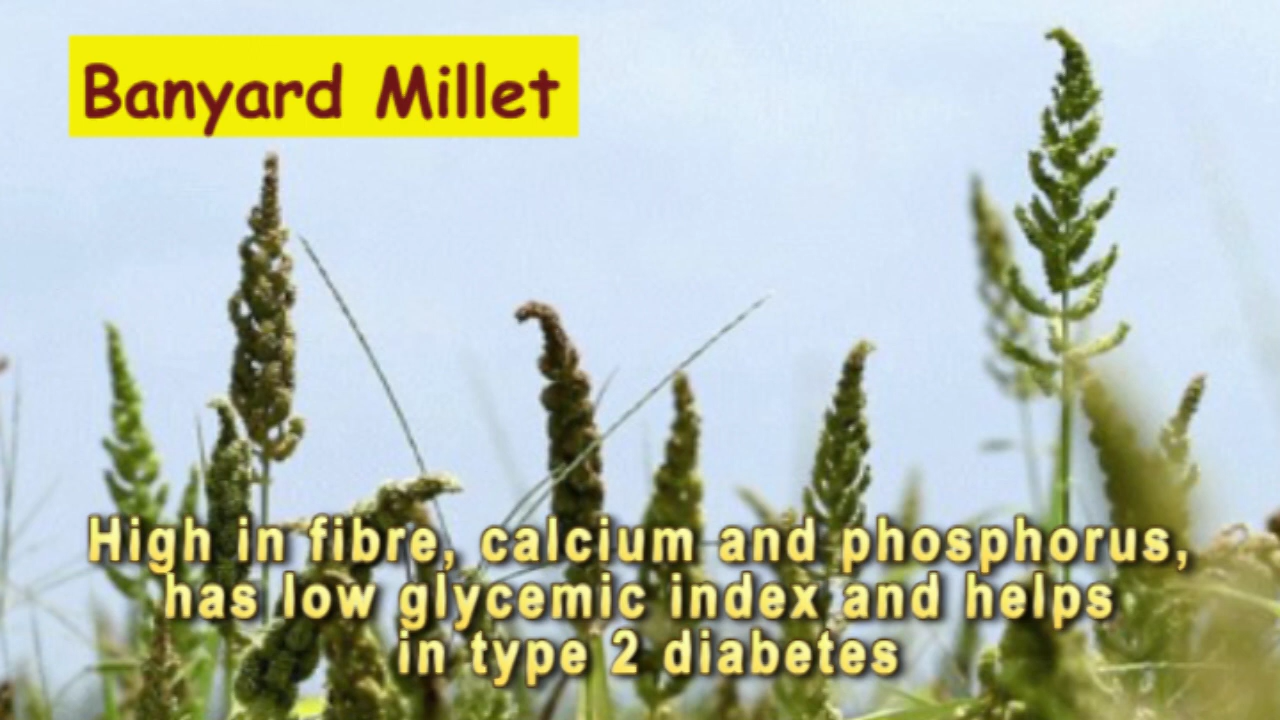 Banyard Millet
High in fibre, calcium and phosphorus,
has low glycemic index and helps
in type 2 diabetes